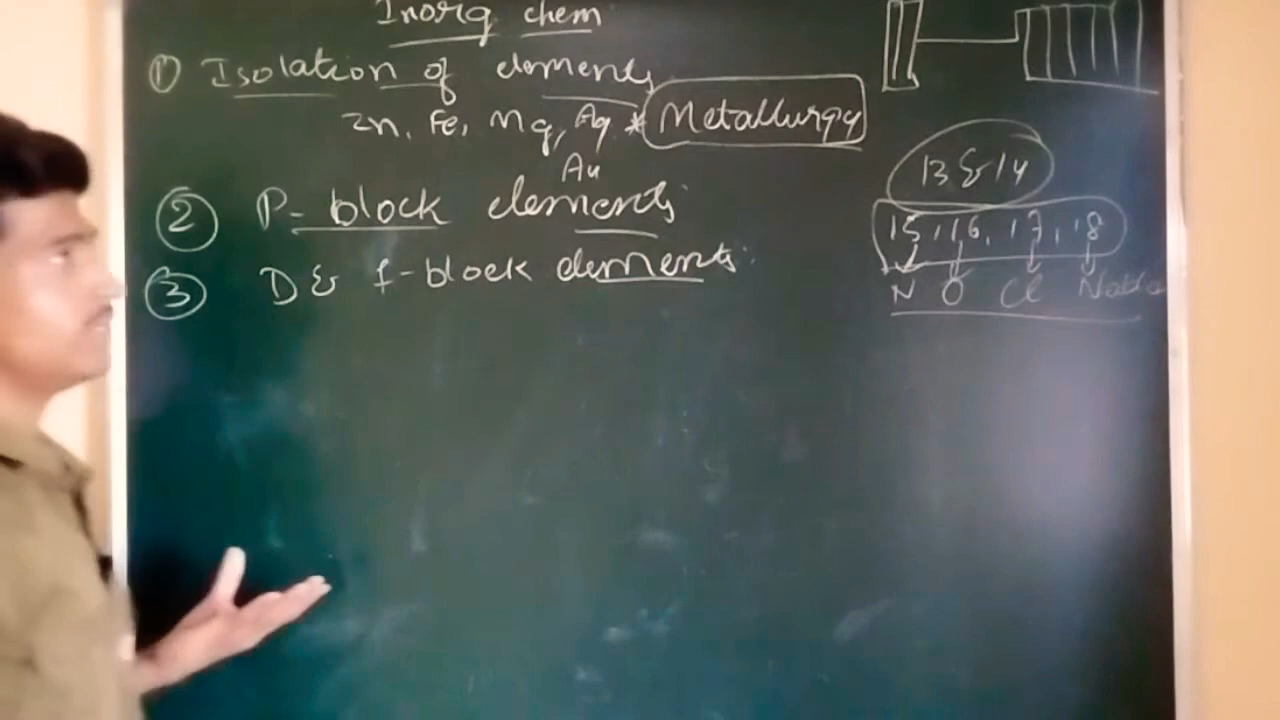 Inorg chem
① Isolation of elements
Zn, Fe, Mg, Ag * Metallurgy
Au
② P-block elements
③ D & f-block elements
13 & 14
15, 16, 17, 18
N O Cl Noble